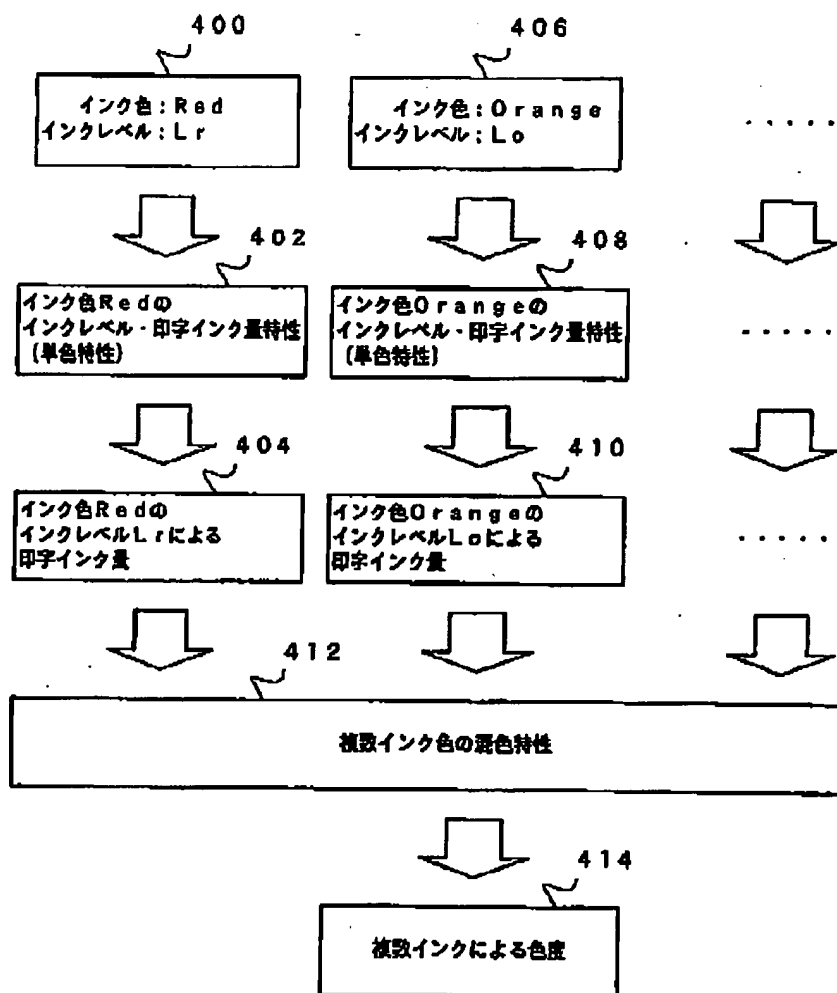 400
406
インク色:Red
インクレベル:Lr
インク色:Orange
インクレベル:Lo
.....
402
408
インク色Redの
インクレベル・印字インク量特性
(単色特性)
インク色Orangeの
インクレベル・印字インク量特性
(単色特性)
.....
404
410
インク色Redの
インクレベルLrによる
印字インク量
インク色Orangeの
インクレベルLoによる
印字インク量
.....
412
複数インク色の混色特性
414
複数インクによる色度